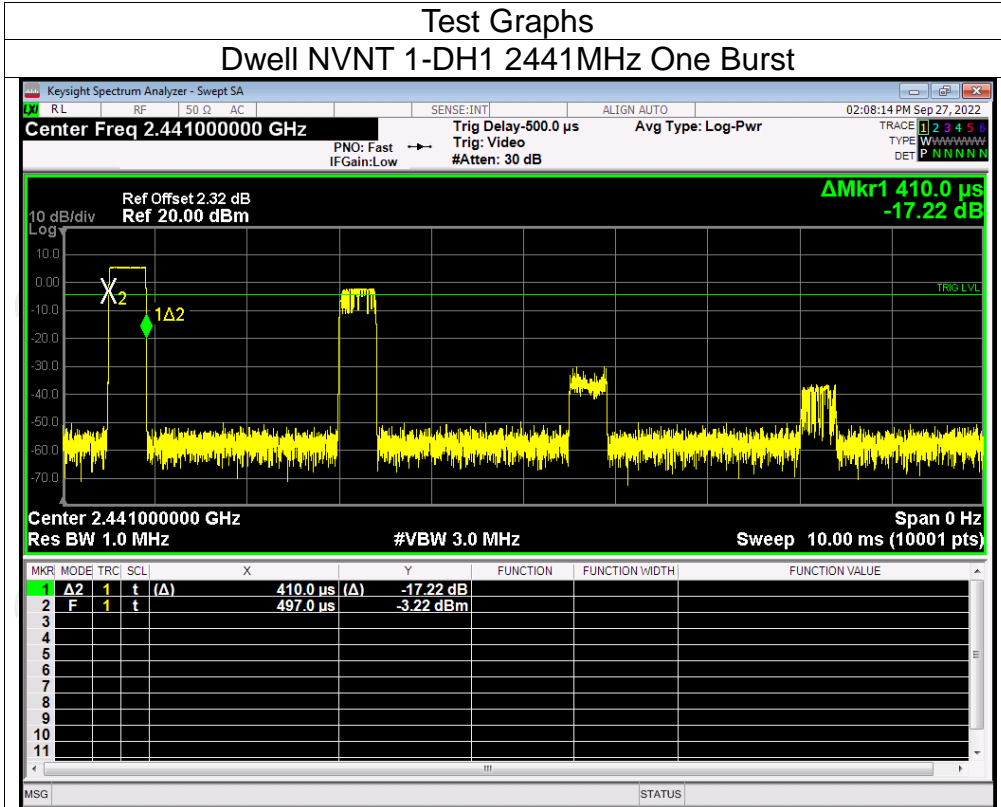 Test Graphs
Dwell NVNT 1-DH1 2441MHz One Burst
Keysight Spectrum Analyzer - Swept SA
LXI RL RF 50 Ω AC SENSE:INT ALIGN AUTO 02:08:14 PM Sep 27, 2022
Center Freq 2.441000000 GHz Trig Delay-500.0 µs Avg Type: Log-Pwr TRACE 1 2 3 4 5 6
PNO: Fast Trig: Video TYPE WWWWWW
IFGain:Low #Atten: 30 dB DET P N N N N N
ΔMkr1 410.0 µs
-17.22 dB
Ref Offset 2.32 dB
10 dB/div Ref 20.00 dBm
Log
10.0
0.00
TRIG LVL
X2
-10.0
1Δ2
-20.0
-30.0
-40.0
-50.0
-60.0
-70.0
Center 2.441000000 GHz Span 0 Hz
Res BW 1.0 MHz #VBW 3.0 MHz Sweep 10.00 ms (10001 pts)
MKR MODE TRC SCL X Y FUNCTION FUNCTION WIDTH FUNCTION VALUE
1 Δ2 1 t (Δ) 410.0 µs (Δ) -17.22 dB
2 F 1 t 497.0 µs -3.22 dBm
3
4
5
6
7
8
9
10
11
MSG STATUS